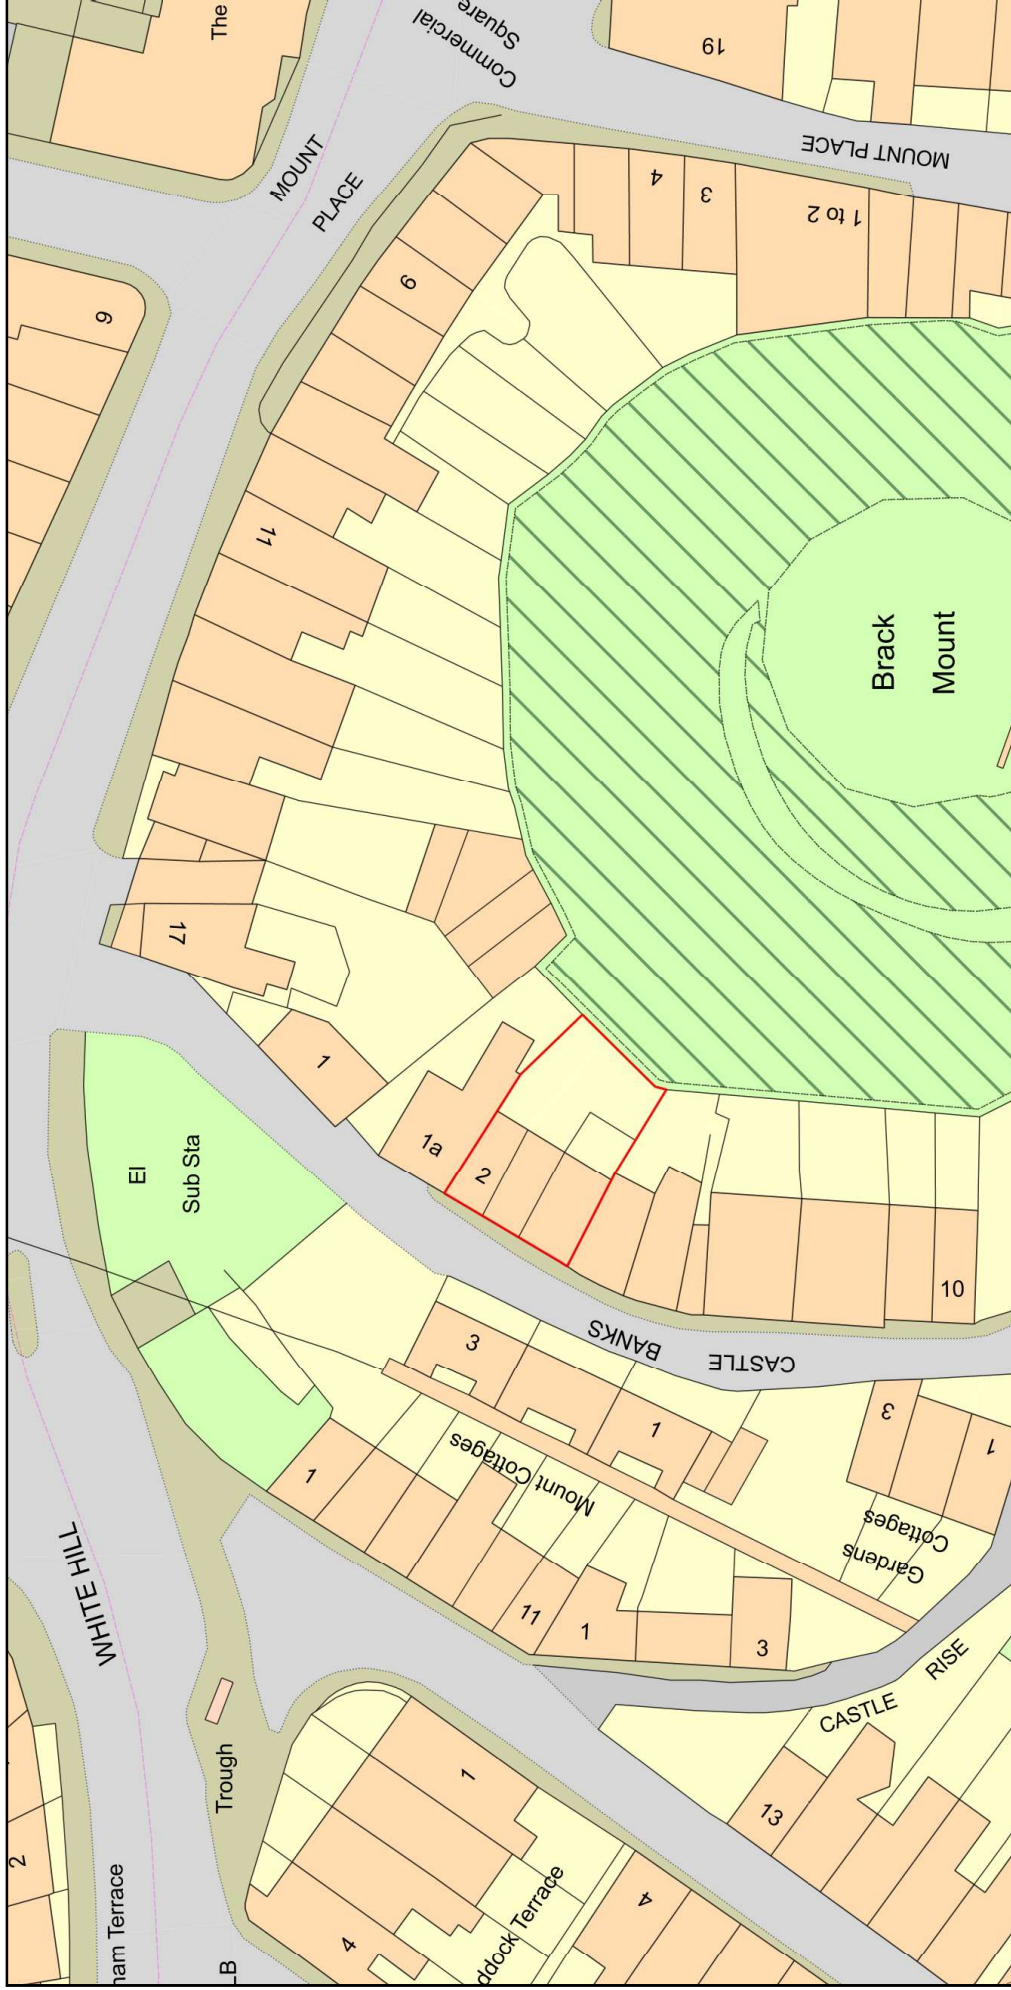 The
Commercial
Square
19
MOUNT
PLACE
MOUNT PLACE
4
3
1 to 2
9
9
11
Brack
Mount
17
1
El
Sub Sta
1a
2
10
3
CASTLE
BANKS
1
Mount Cottages
3
1
Gardens
Cottages
1
WHITE HILL
11
1
3
CASTLE
RISE
Trough
1
13
2
ham Terrace
4
4
ddock Terrace
LB